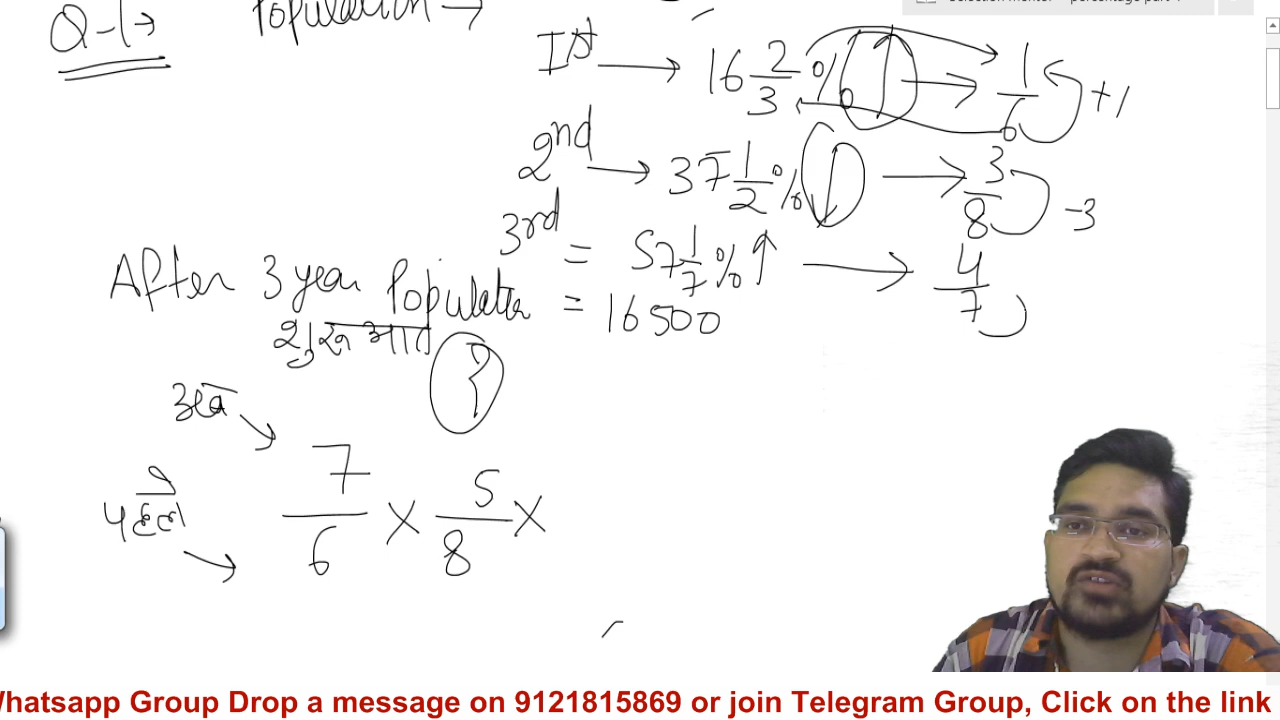 Q-1→ Population →
Ist → 16 2/3 % ↑ → 1/6 +1
2nd → 37 1/2 % ↓ → 3/8 -3
3rd = 57 1/7 % ↑ → 4/7
After 3 year Population = 16500
शुरूआत ?
अब → 7/6 × 5/8 ×
पहले →
Whatsapp Group Drop a message on 9121815869 or join Telegram Group, Click on the link